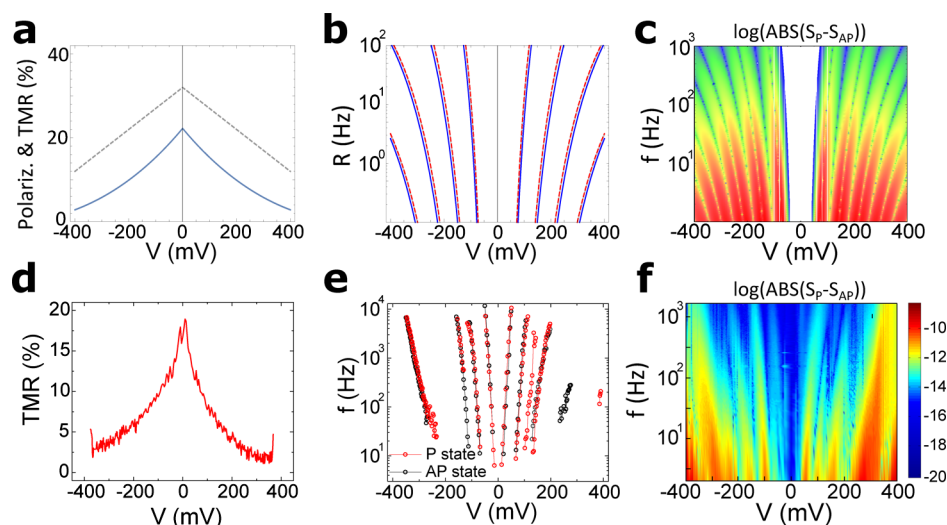 a
Polariz. & TMR (%)
40
20
0
-400 -200 0 200 400
V (mV)
b
R (Hz)
10²
10¹
10⁰
-400 -200 0 200 400
V (mV)
c
log(ABS(S_P-S_AP))
f (Hz)
10³
10²
10¹
-400 -200 0 200 400
V (mV)
d
TMR (%)
20
15
10
5
0
-400 -200 0 200 400
V (mV)
e
f (Hz)
10⁴
10³
10²
10¹
P state
AP state
-400 -200 0 200 400
V (mV)
f
log(ABS(S_P-S_AP))
f (Hz)
10³
10²
10¹
-400 -200 0 200 400
V (mV)
-10
-12
-14
-16
-18
-20